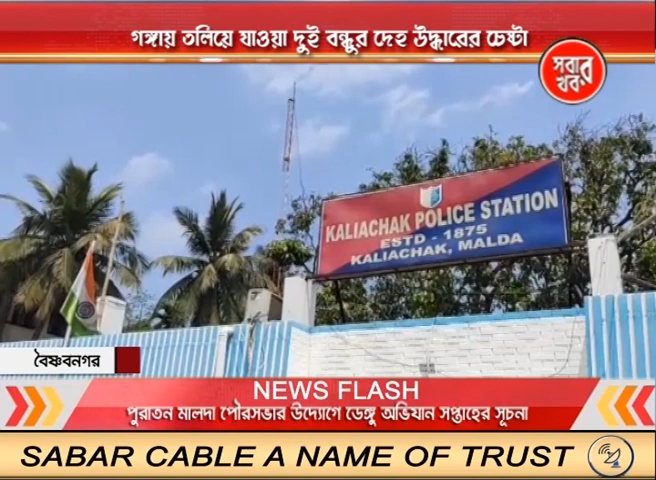 গঙ্গায় তলিয়ে যাওয়া দুই বন্ধুর দেহ উদ্ধারের চেষ্টা
সবার
খবর
KALIACHAK POLICE STATION
ESTD - 1875
KALIACHAK, MALDA
বৈষ্ণবনগর
NEWS FLASH
পুরাতন মালদা পৌরসভার উদ্যোগে ডেঙ্গু অভিযান সপ্তাহের সূচনা
SABAR CABLE A NAME OF TRUST